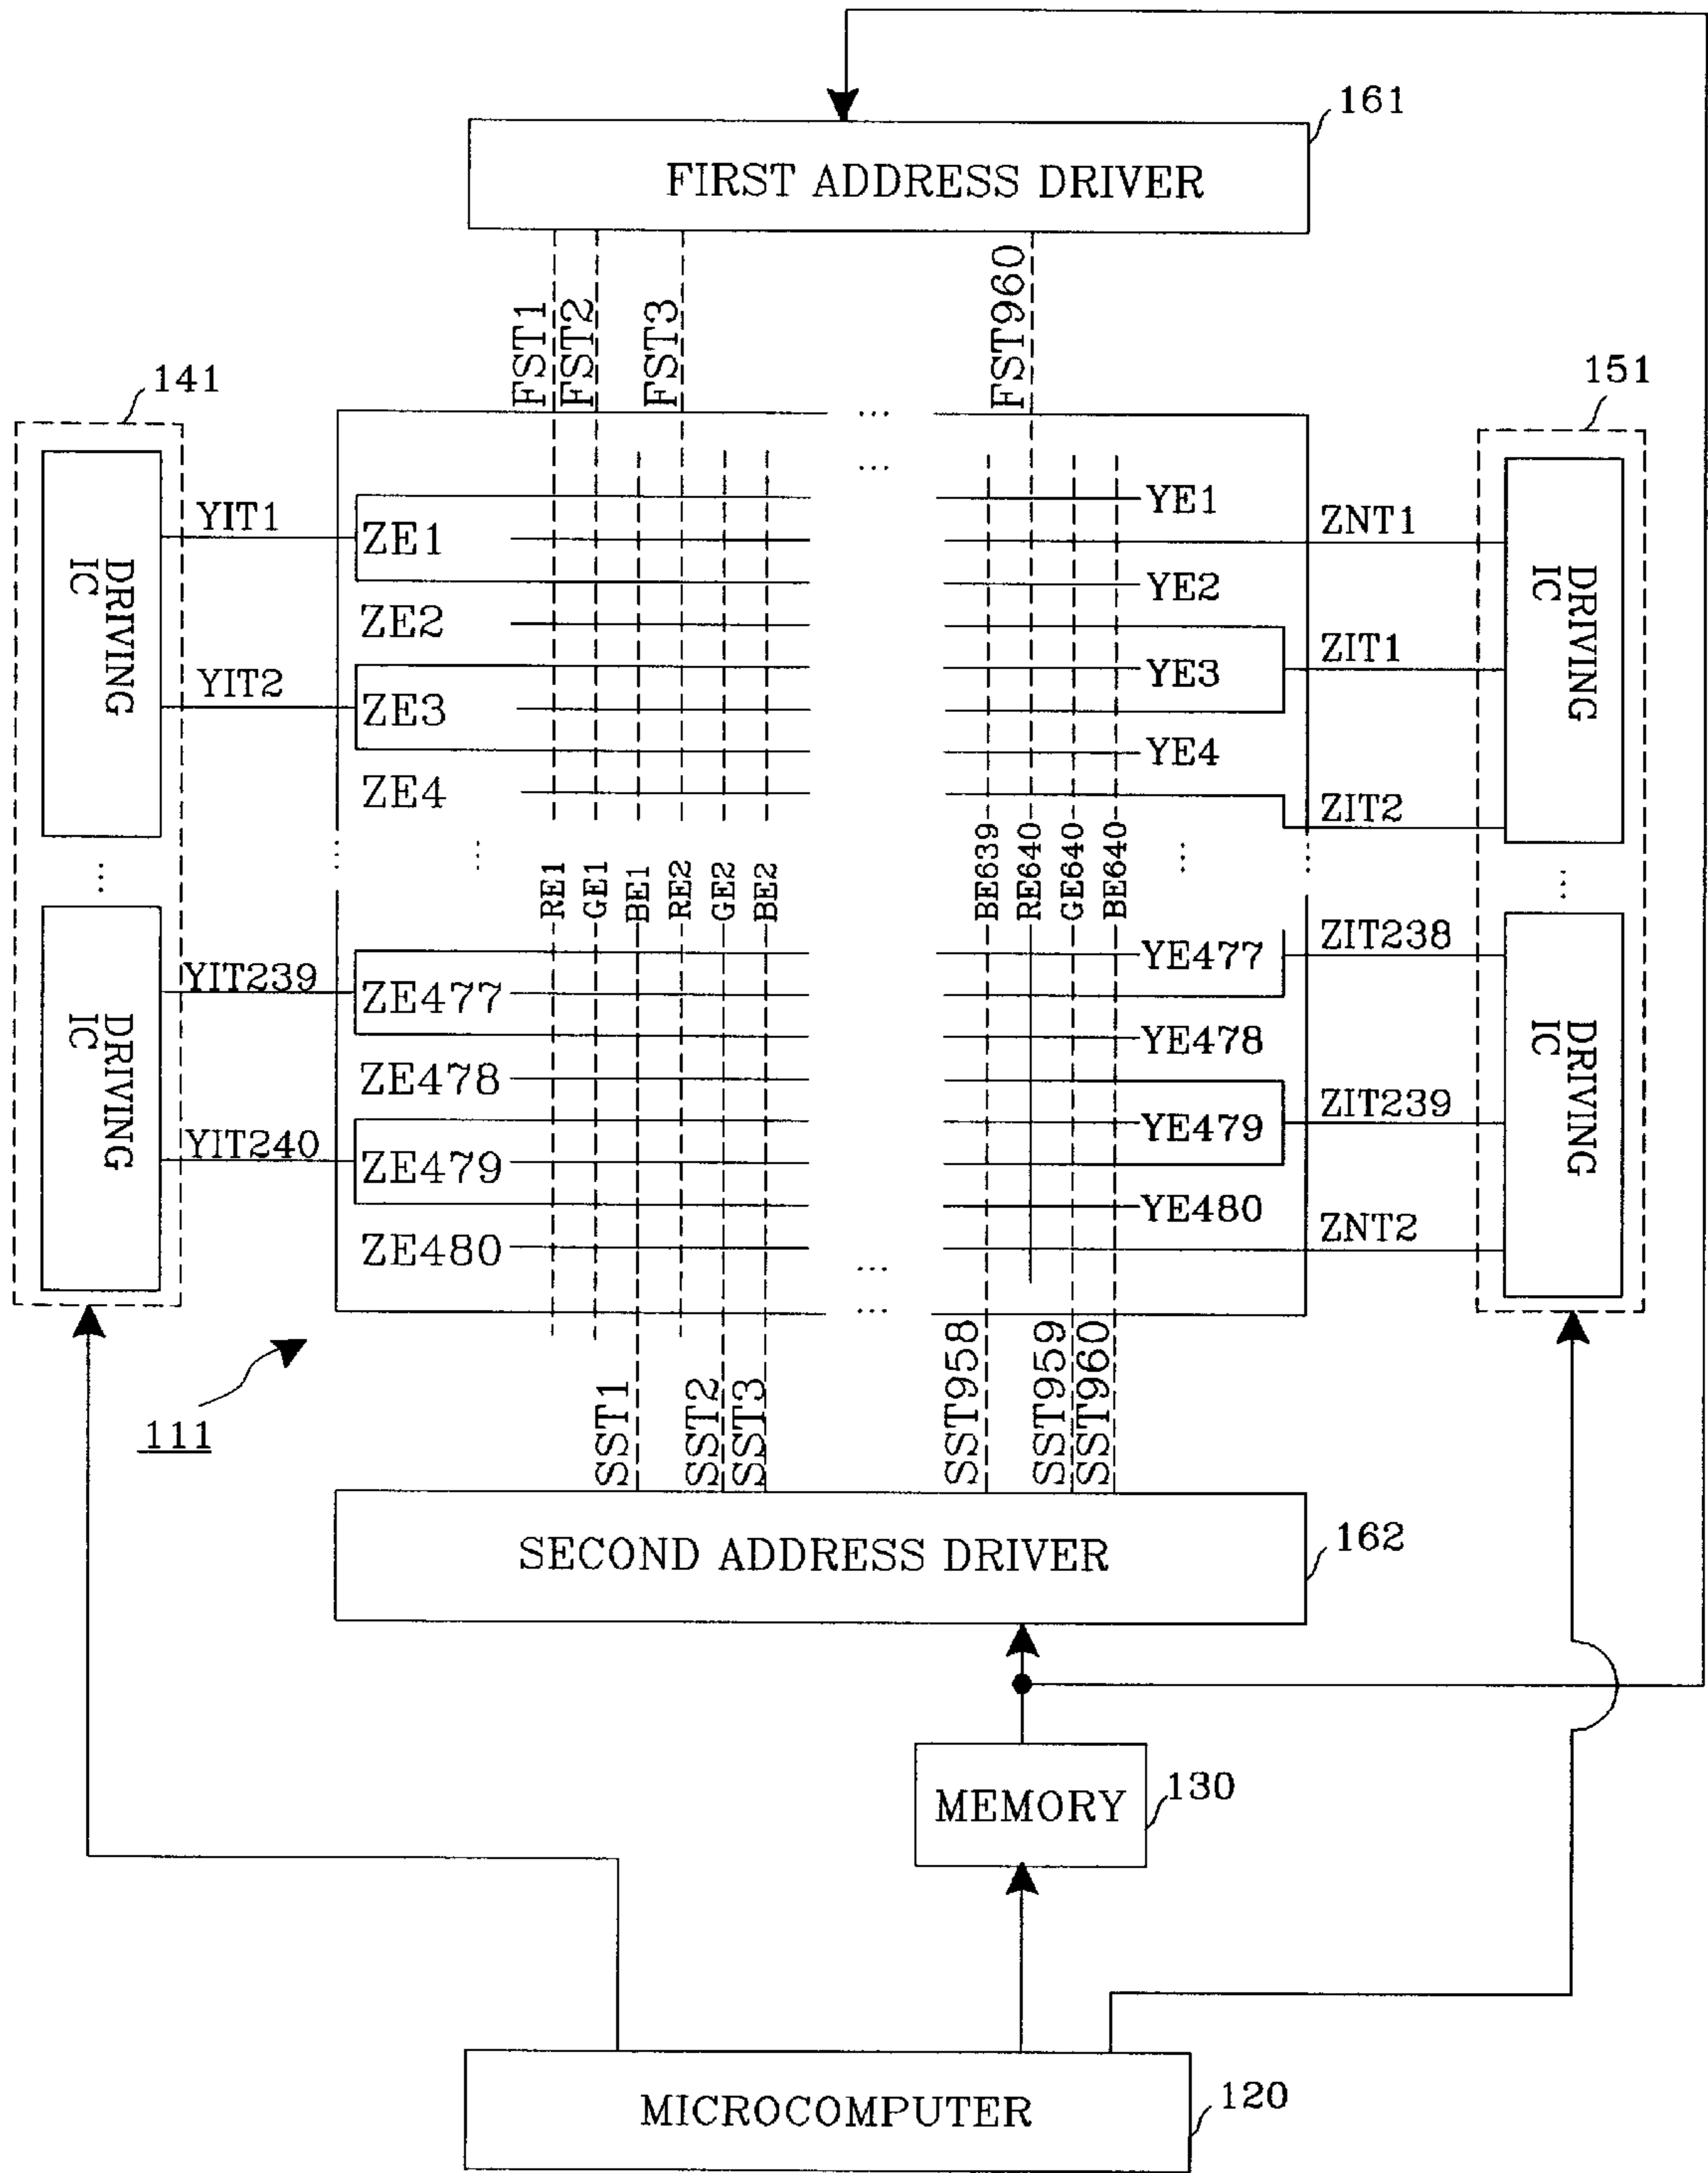 161
FIRST ADDRESS DRIVER
FST1
FST2
FST3
FST960
141
151
DRIVING IC
DRIVING IC
YIT1
ZE1
YE1
ZNT1
YE2
ZE2
ZIT1
YIT2
ZE3
YE3
YE4
ZE4
ZIT2
...
RE1
GE1
BE1
RE2
GE2
BE2
BE639
RE640
GE640
BE640
DRIVING IC
DRIVING IC
YIT239
ZE477
YE477
ZIT238
YE478
ZE478
YIT240
ZE479
YE479
ZIT239
YE480
ZE480
ZNT2
111
SST1
SST2
SST3
SST958
SST959
SST960
SECOND ADDRESS DRIVER
162
MEMORY
130
MICROCOMPUTER
120